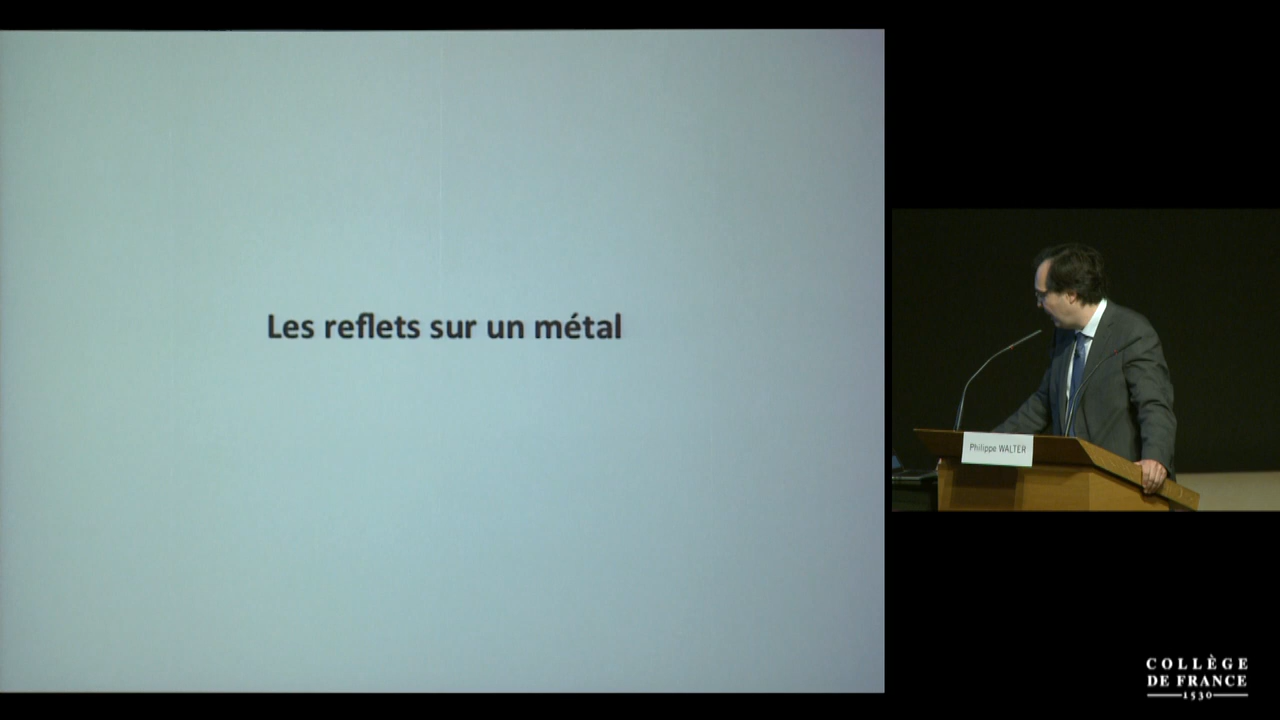 Les reflets sur un métal
Philippe WALTER
COLLÈGE
DE FRANCE
1530